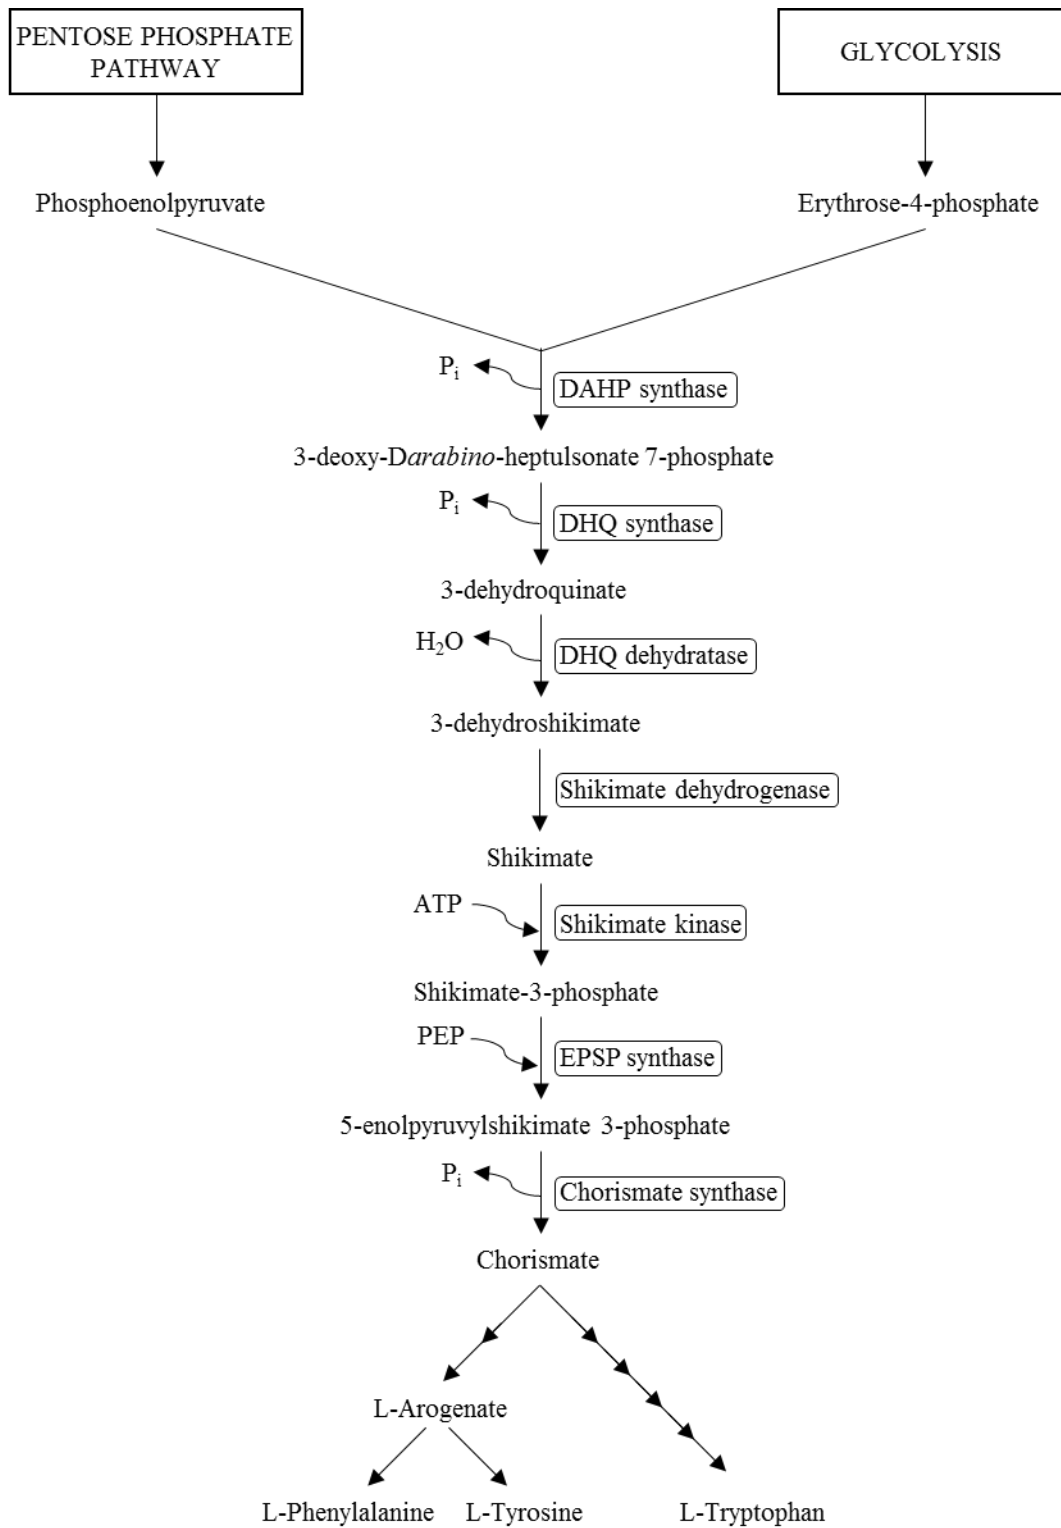 PENTOSE PHOSPHATE
PATHWAY
GLYCOLYSIS
Phosphoenolpyruvate
Erythrose-4-phosphate
Pi
DAHP synthase
3-deoxy-Darabino-heptulsonate 7-phosphate
Pi
DHQ synthase
3-dehydroquinate
H2O
DHQ dehydratase
3-dehydroshikimate
Shikimate dehydrogenase
Shikimate
ATP
Shikimate kinase
Shikimate-3-phosphate
PEP
EPSP synthase
5-enolpyruvylshikimate 3-phosphate
Pi
Chorismate synthase
Chorismate
L-Arogenate
L-Phenylalanine
L-Tyrosine
L-Tryptophan